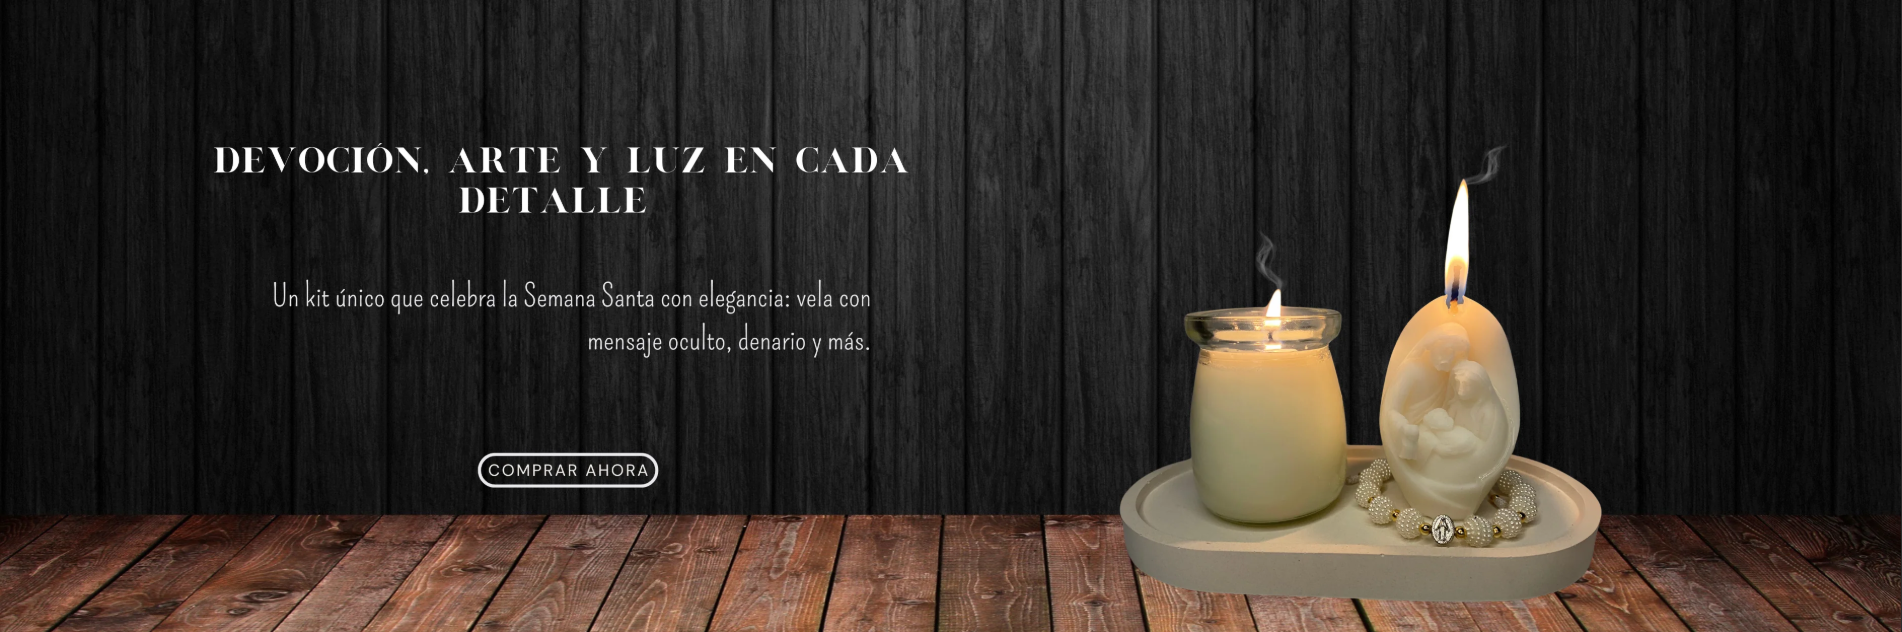 DEVOCIÓN, ARTE Y LUZ EN CADA
DETALLE
Un kit único que celebra la Semana Santa con elegancia: vela con
mensaje oculto, denario y más.
COMPRAR AHORA